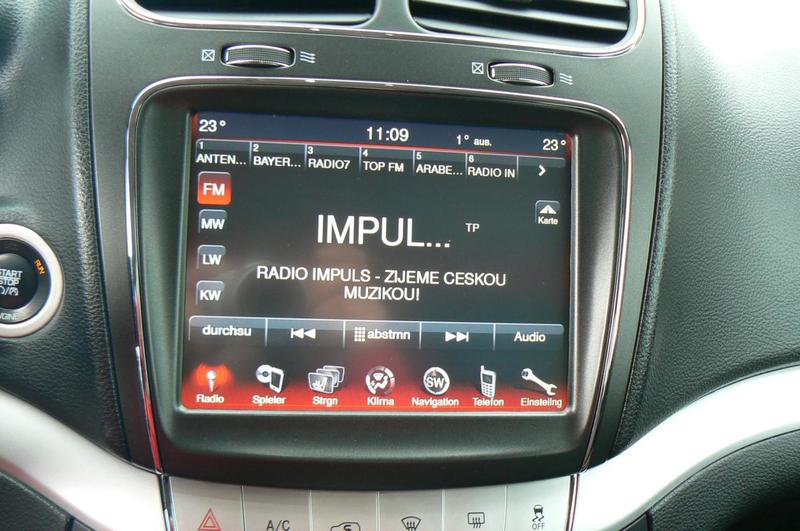 23° 11:09 1° aus. 23°
1 2 3 4 5 6
ANTEN... BAYER... RADIO7 TOP FM ARABE... RADIO IN
FM
MW
LW
KW
IMPUL... TP
Karte
RADIO IMPULS - ZIJEME CESKOU
MUZIKOU!
durchsu abstmn Audio
SW
Radio Spieler Strgn Klima Navigation Telefon Einstellng
START
STOP
RUN
ENGINE
A/C
OFF